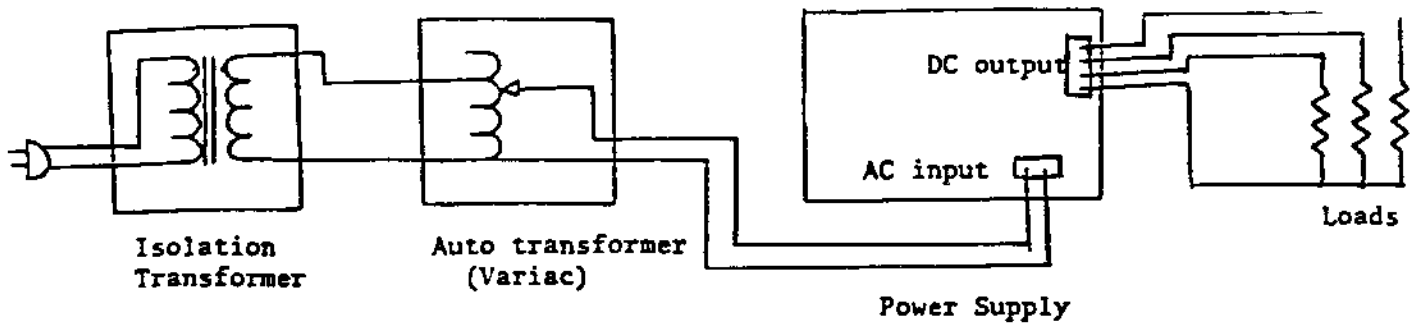 DC output
AC input
Loads
Isolation
Transformer
Auto transformer
(Variac)
Power Supply